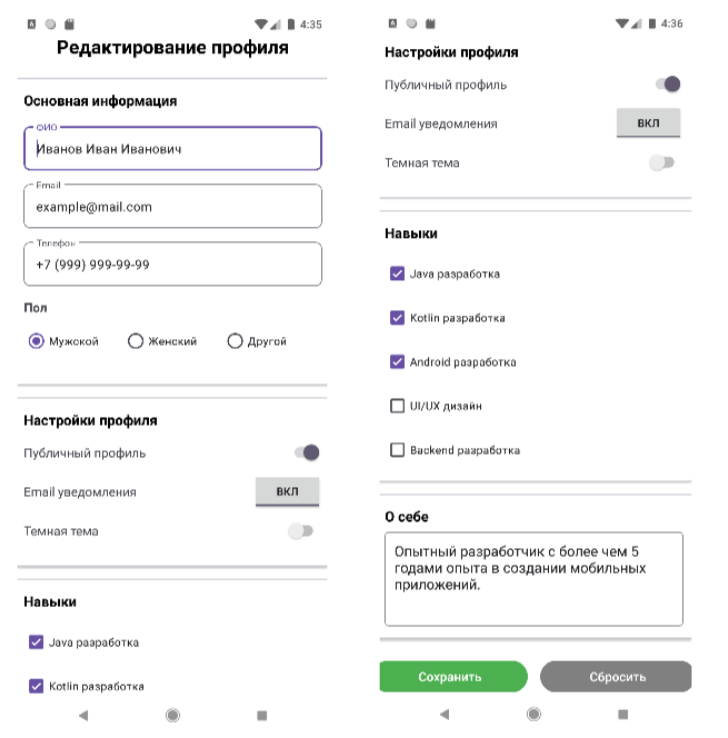 4:35
Редактирование профиля
Основная информация
ФИО
Иванов Иван Иванович
Email
example@mail.com
Телефон
+7 (999) 999-99-99
Пол
Мужской Женский Другой
Настройки профиля
Публичный профиль
Email уведомления ВКЛ
Темная тема
Навыки
Java разработка
Kotlin разработка
4:36
Настройки профиля
Публичный профиль
Email уведомления ВКЛ
Темная тема
Навыки
Java разработка
Kotlin разработка
Android разработка
UI/UX дизайн
Backend разработка
О себе
Опытный разработчик с более чем 5
годами опыта в создании мобильных
приложений.
Сохранить Сбросить